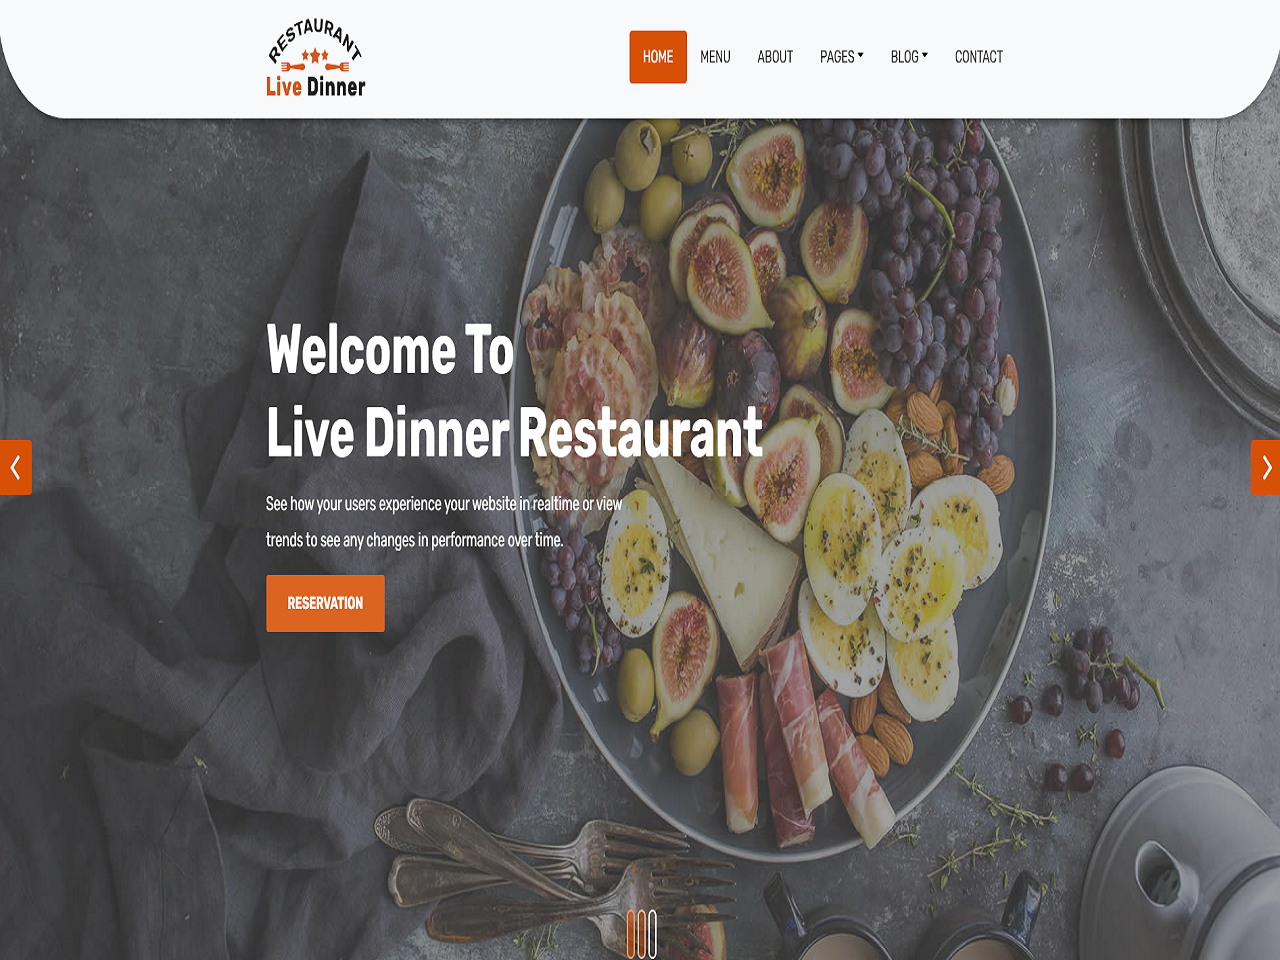 RESTAURANT
Live Dinner
HOME
MENU
ABOUT
PAGES
BLOG
CONTACT
Welcome To
Live Dinner Restaurant
See how your users experience your website in realtime or view
trends to see any changes in performance over time.
RESERVATION